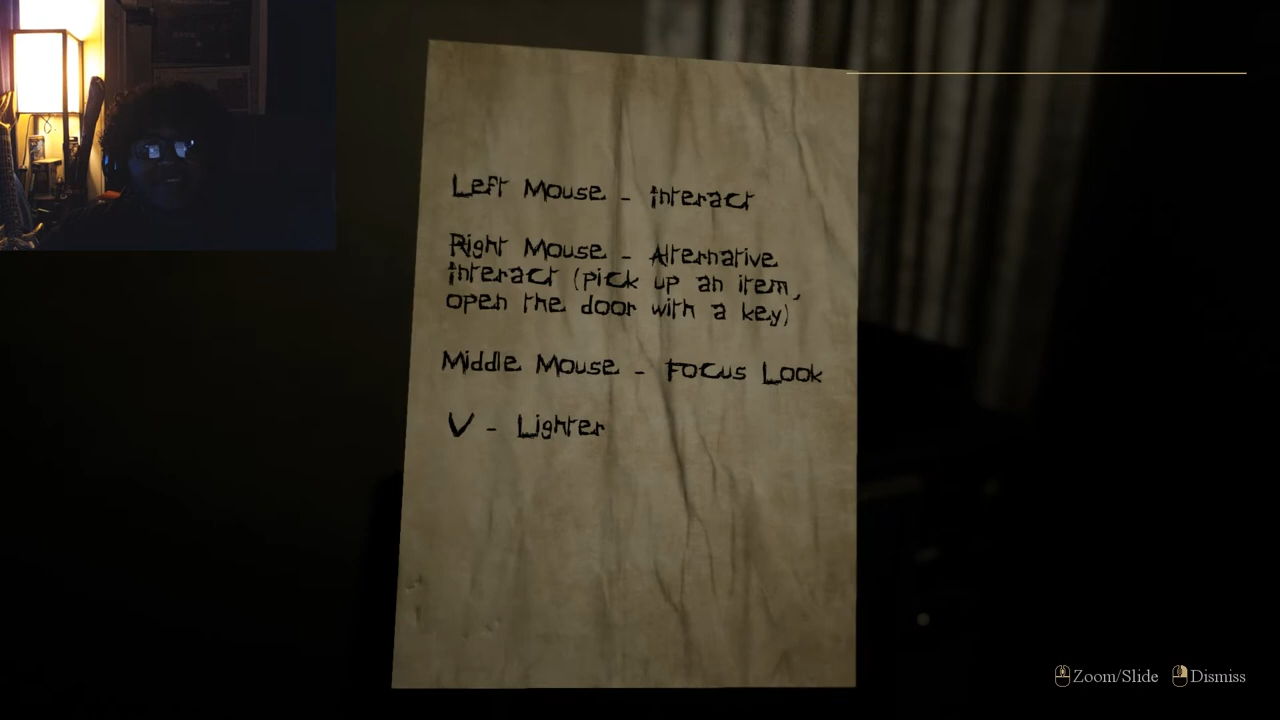 Left Mouse - Interact
Right Mouse - Alternative
Interact (pick up an item,
open the door with a key)
Middle Mouse - Focus Look
V - Lighter
Zoom/Slide Dismiss